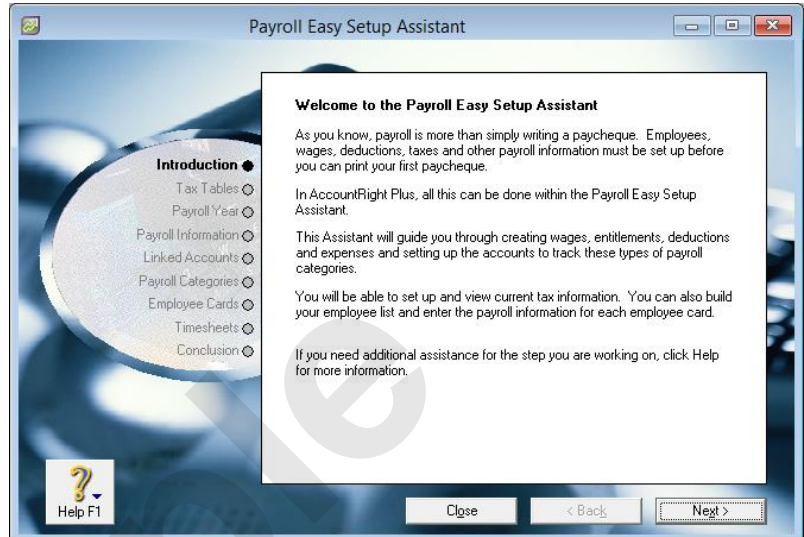 Payroll Easy Setup Assistant
Introduction
Tax Tables
Payroll Year
Payroll Information
Linked Accounts
Payroll Categories
Employee Cards
Timesheets
Conclusion
Welcome to the Payroll Easy Setup Assistant
As you know, payroll is more than simply writing a paycheque. Employees,
wages, deductions, taxes and other payroll information must be set up before
you can print your first paycheque.
In AccountRight Plus, all this can be done within the Payroll Easy Setup
Assistant.
This Assistant will guide you through creating wages, entitlements, deductions
and expenses and setting up the accounts to track these types of payroll
categories.
You will be able to set up and view current tax information. You can also build
your employee list and enter the payroll information for each employee card.
If you need additional assistance for the step you are working on, click Help
for more information.
Help F1
Close
< Back
Next >